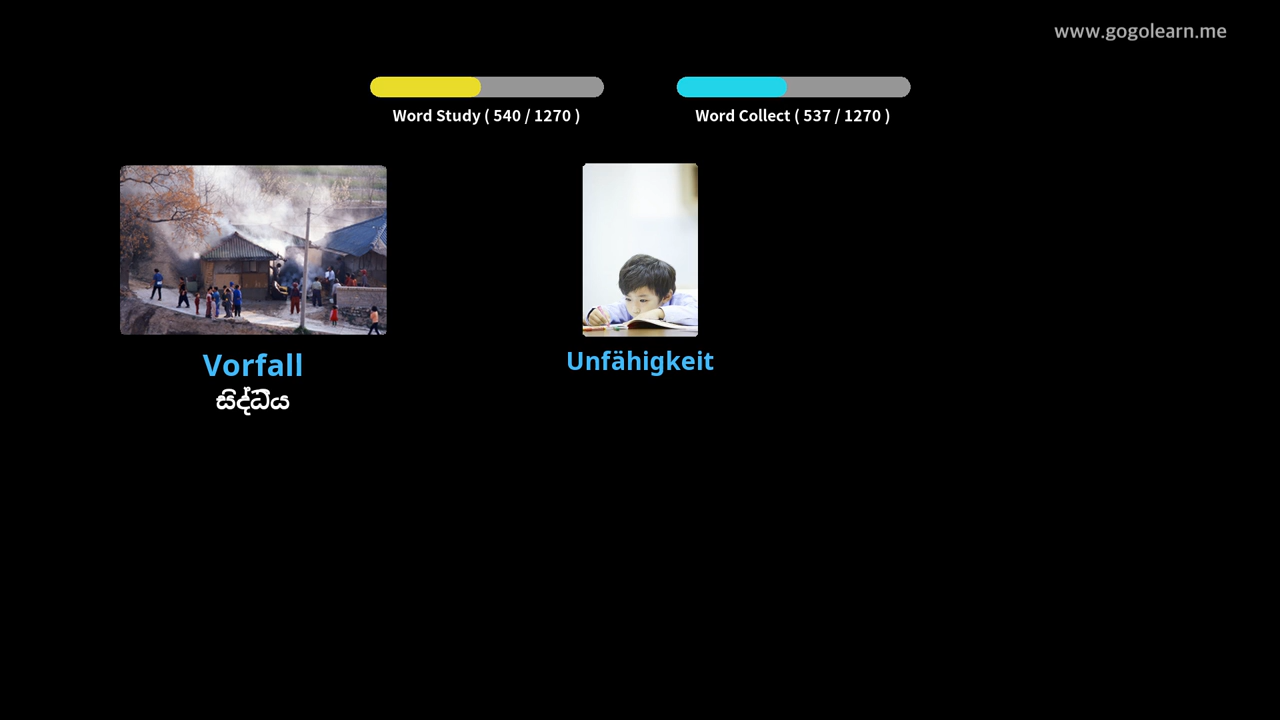 www.gogolearn.me
Word Study ( 540 / 1270 )
Word Collect ( 537 / 1270 )
Vorfall
සිද්ධිය
Unfähigkeit